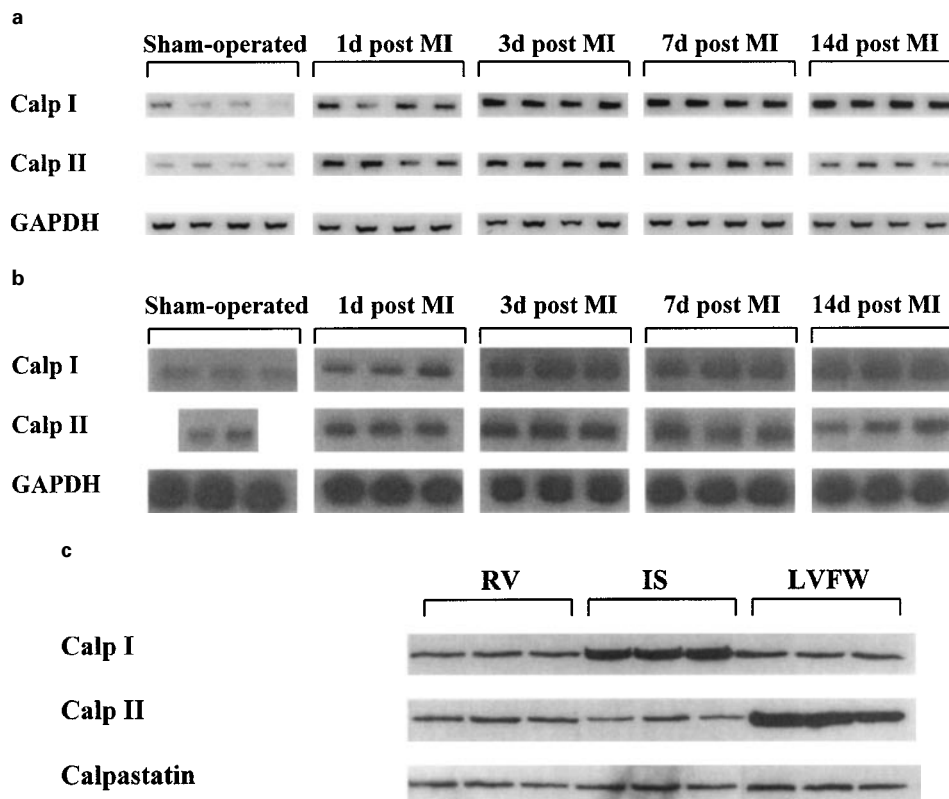 a
Sham-operated 1d post MI 3d post MI 7d post MI 14d post MI
Calp I
Calp II
GAPDH
b
Sham-operated 1d post MI 3d post MI 7d post MI 14d post MI
Calp I
Calp II
GAPDH
c
RV IS LVFW
Calp I
Calp II
Calpastatin